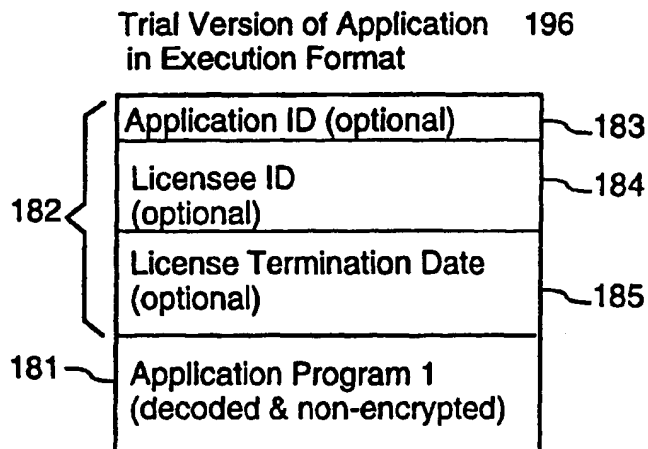 Trial Version of Application 196
in Execution Format
Application ID (optional)
183
Licensee ID
(optional)
184
182
License Termination Date
(optional)
185
181
Application Program 1
(decoded & non-encrypted)